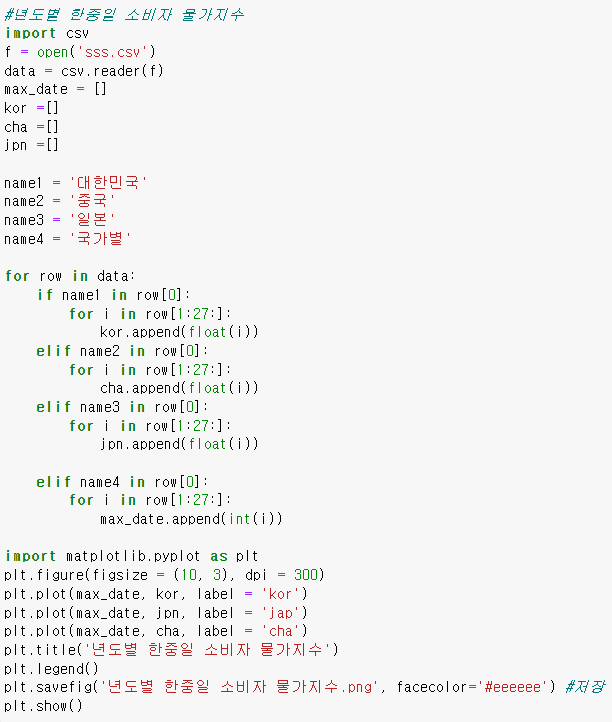 #년도별 한중일 소비자 물가지수
import csv
f = open('sss.csv')
data = csv.reader(f)
max_date = []
kor =[]
cha =[]
jpn =[]

name1 = '대한민국'
name2 = '중국'
name3 = '일본'
name4 = '국가별'

for row in data:
    if name1 in row[0]:
        for i in row[1:27:]:
            kor.append(float(i))
    elif name2 in row[0]:
        for i in row[1:27:]:
            cha.append(float(i))
    elif name3 in row[0]:
        for i in row[1:27:]:
            jpn.append(float(i))

    elif name4 in row[0]:
        for i in row[1:27:]:
            max_date.append(int(i))

import matplotlib.pyplot as plt
plt.figure(figsize = (10, 3), dpi = 300)
plt.plot(max_date, kor, label = 'kor')
plt.plot(max_date, jpn, label = 'jap')
plt.plot(max_date, cha, label = 'cha')
plt.title('년도별 한중일 소비자 물가지수')
plt.legend()
plt.savefig('년도별 한중일 소비자 물가지수.png', facecolor='#eeeeee') #저장
plt.show()